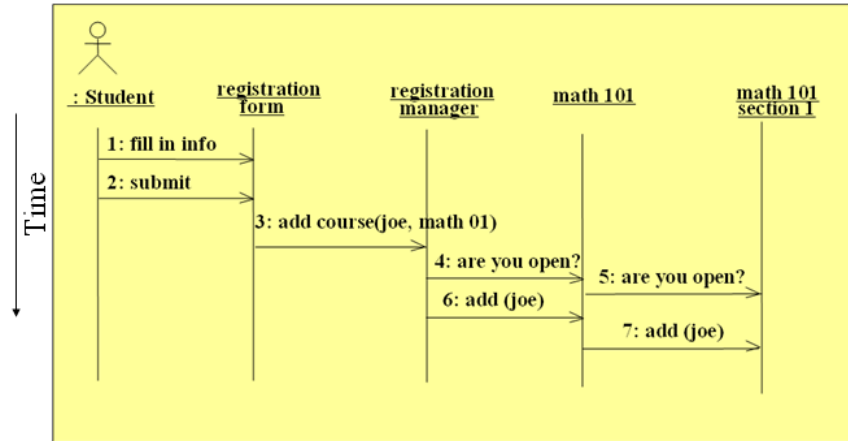 : Student
registration
form
registration
manager
math 101
math 101
section 1
Time
1: fill in info
2: submit
3: add course(joe, math 01)
4: are you open?
5: are you open?
6: add (joe)
7: add (joe)